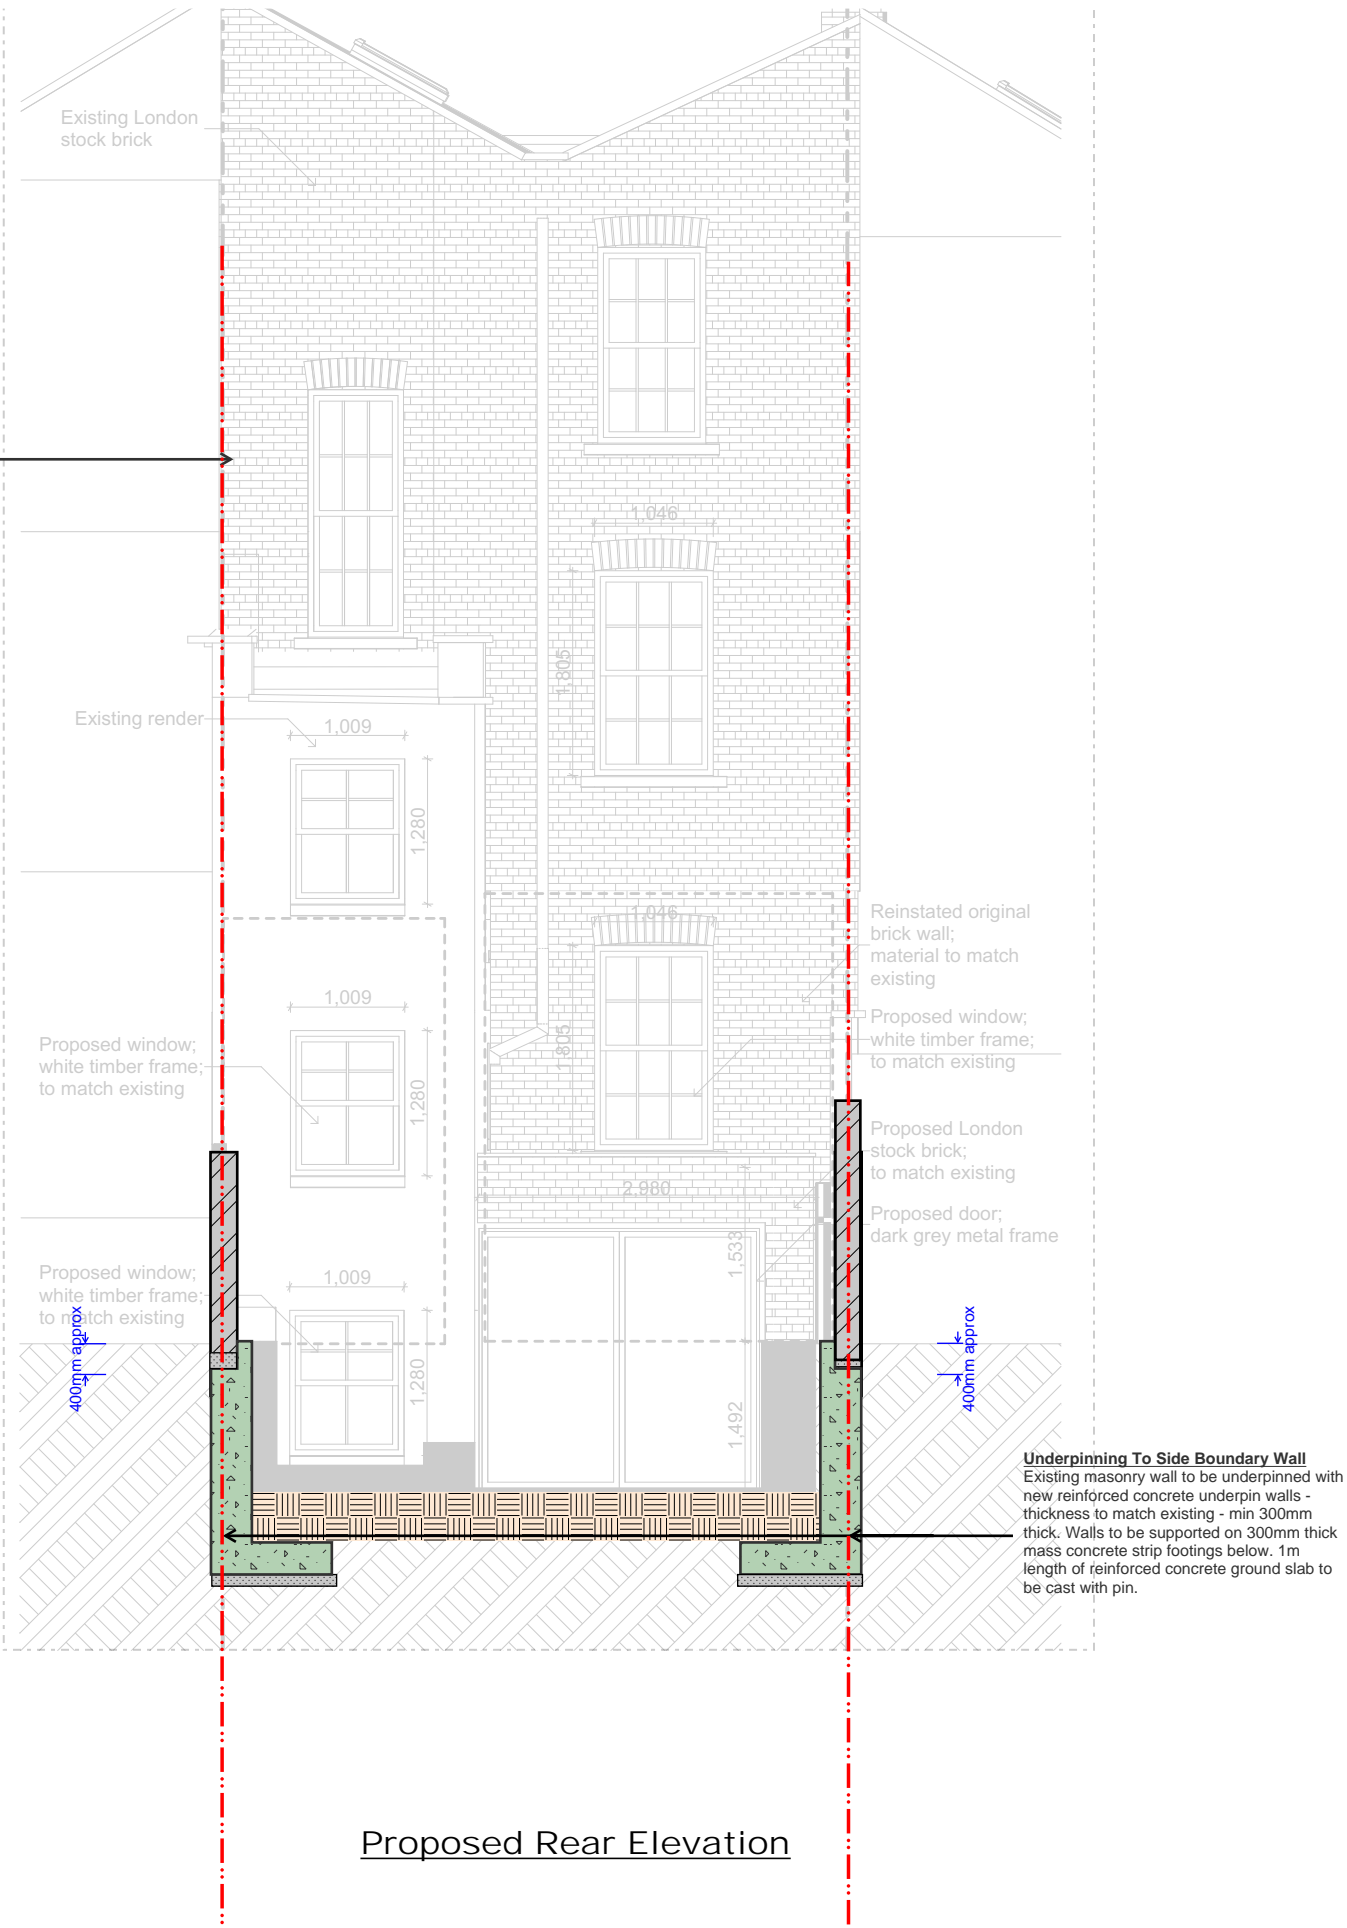 Existing London
stock brick
1,046
1,805
Existing render
1,009
1,280
1,046
Reinstated original
brick wall;
material to match
existing
1,009
Proposed window;
white timber frame;
to match existing
1,805
Proposed window;
white timber frame;
to match existing
1,280
Proposed London
stock brick;
to match existing
2,980
Proposed door;
dark grey metal frame
1,533
Proposed window;
white timber frame;
to match existing
1,009
400mm approx
1,280
1,492
400mm approx
Underpinning To Side Boundary Wall
Existing masonry wall to be underpinned with
new reinforced concrete underpin walls -
thickness to match existing - min 300mm
thick. Walls to be supported on 300mm thick
mass concrete strip footings below. 1m
length of reinforced concrete ground slab to
be cast with pin.
Proposed Rear Elevation